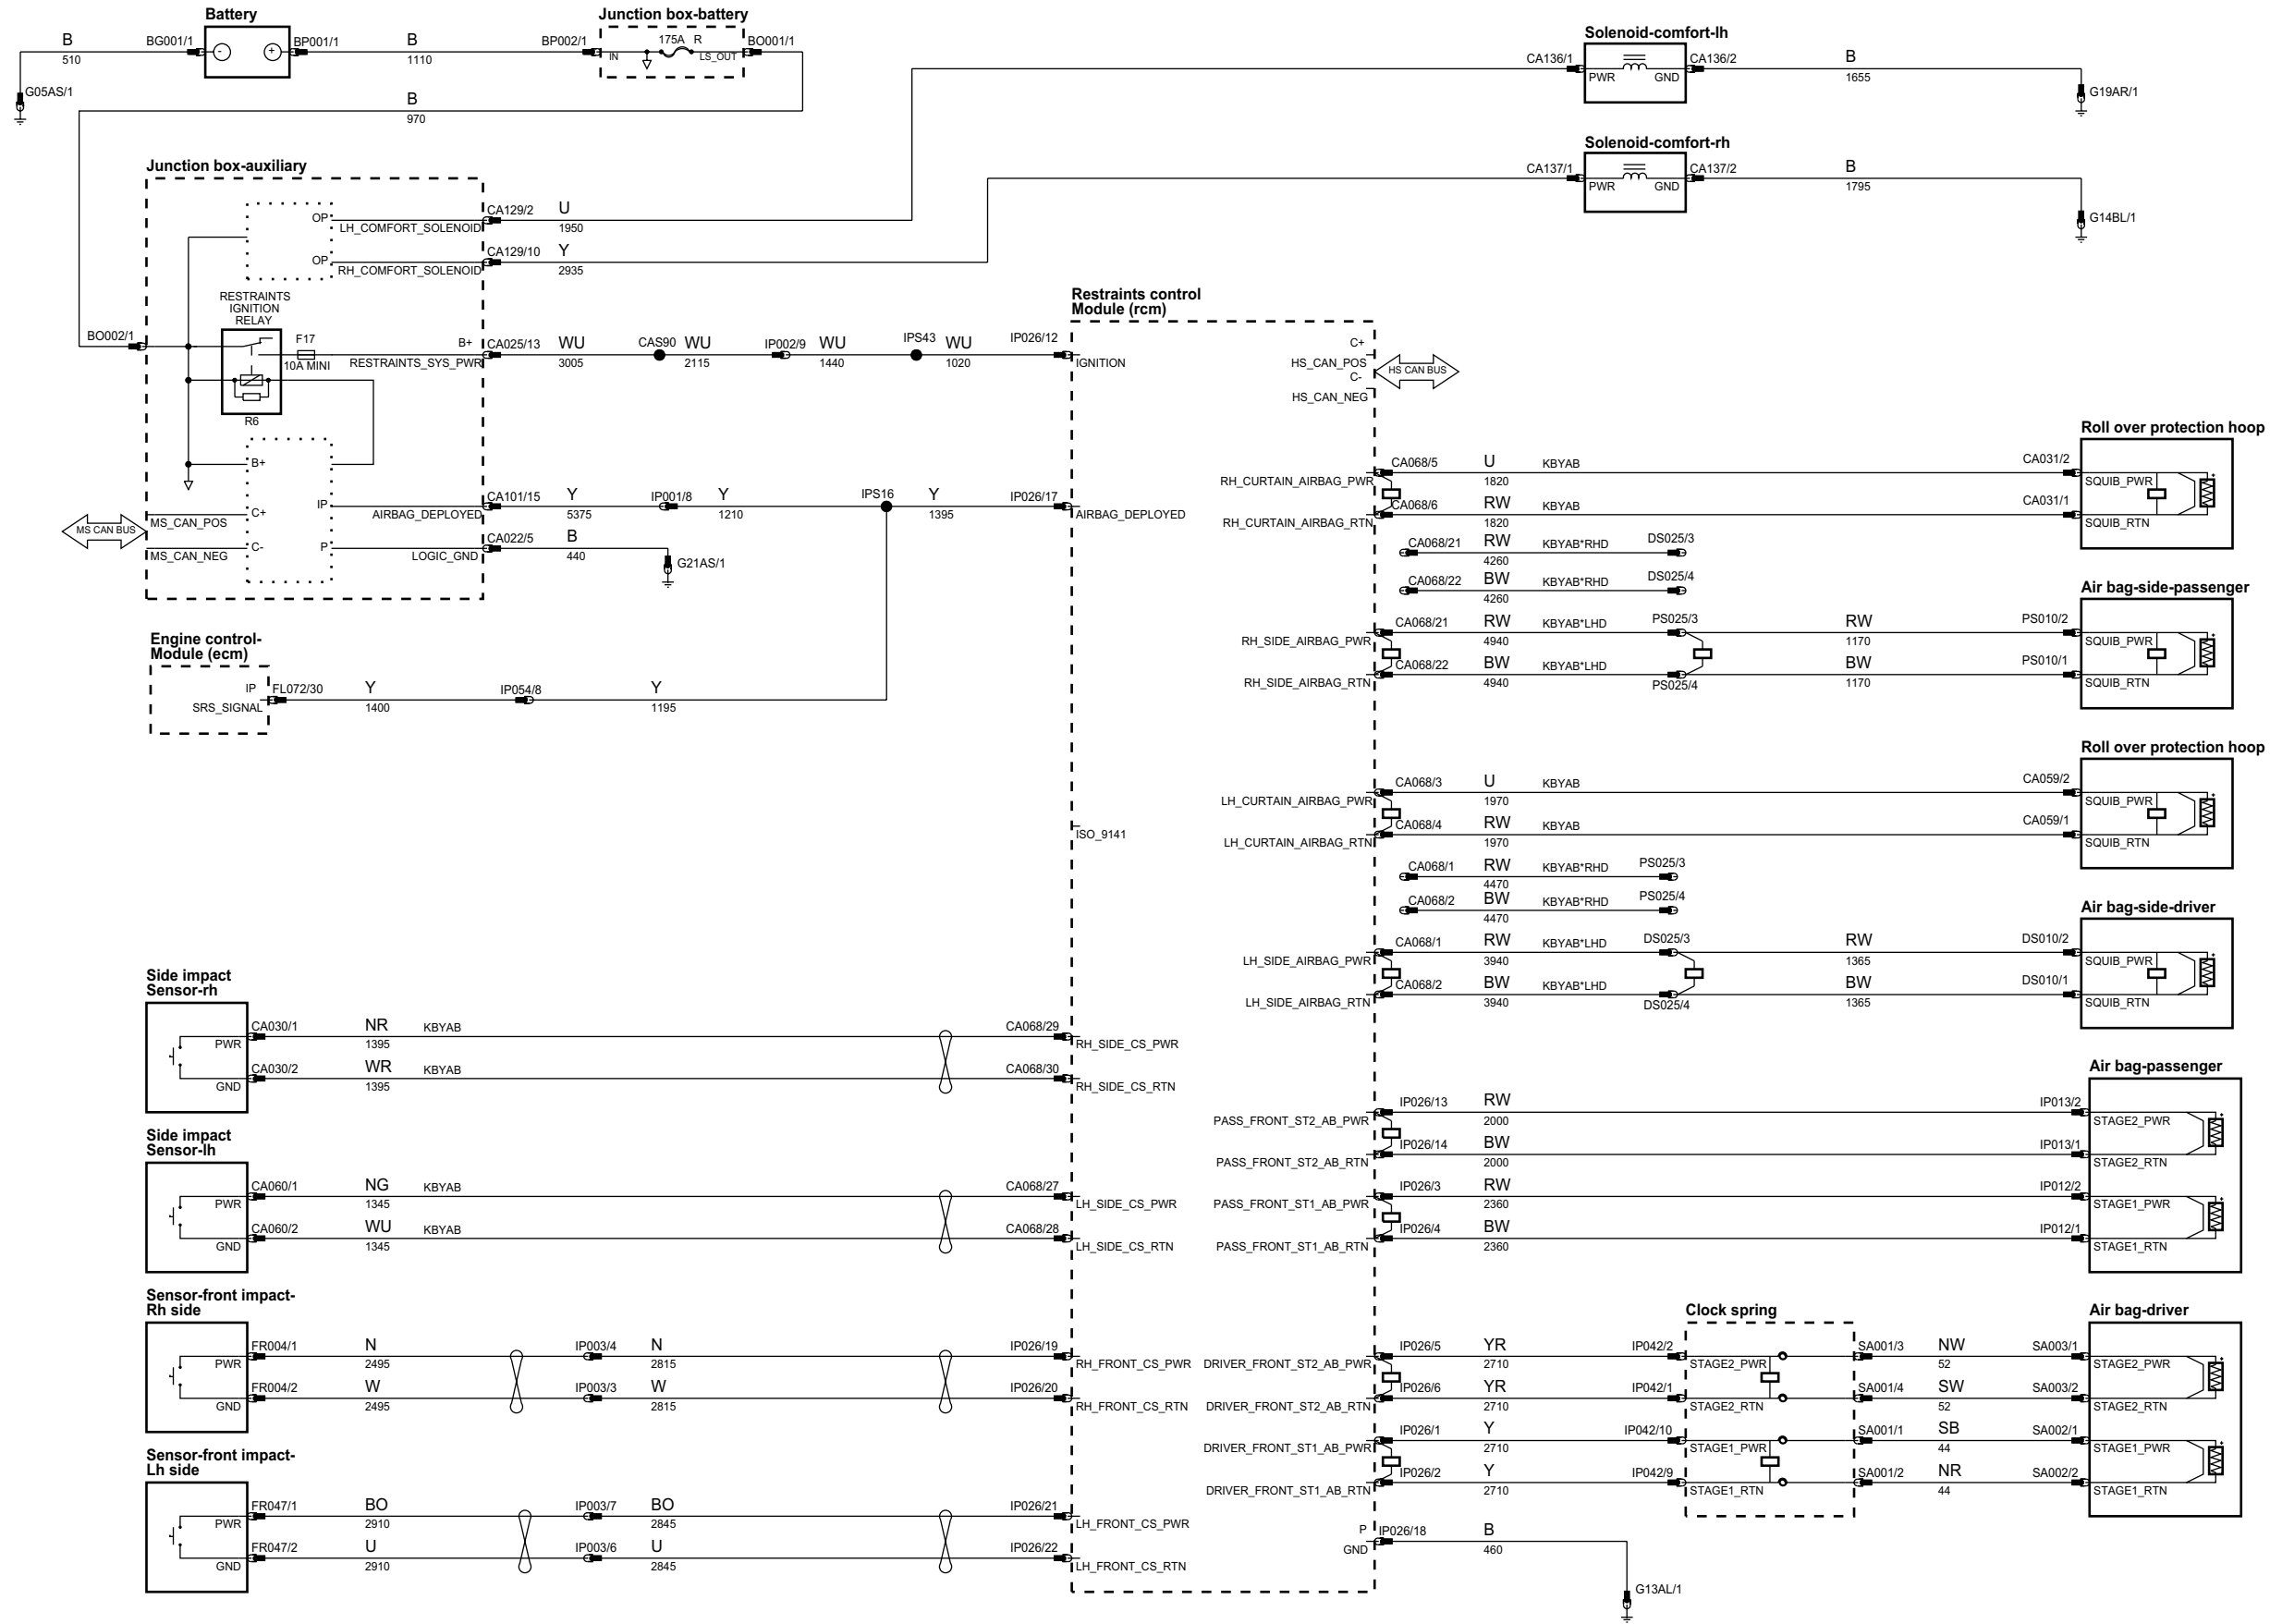 Battery
B
510
BG001/1
-
+
BP001/1
B
1110
BP002/1
G05AS/1
Junction box-battery
175A R
IN
LS_OUT
BO001/1
B
970
Solenoid-comfort-lh
CA136/1
PWR
GND
CA136/2
B
1655
G19AR/1
Solenoid-comfort-rh
CA137/1
PWR
GND
CA137/2
B
1795
G14BL/1
Junction box-auxiliary
OP
LH_COMFORT_SOLENOID
CA129/2
U
1950
OP
RH_COMFORT_SOLENOID
CA129/10
Y
2935
RESTRAINTS
IGNITION
RELAY
BO002/1
F17
10A MINI
R6
B+
RESTRAINTS_SYS_PWR
CA025/13
WU
3005
CAS90
WU
2115
IP002/9
WU
1440
IPS43
WU
1020
IP026/12
B+
C+
C-
IP
P
MS CAN BUS
MS_CAN_POS
MS_CAN_NEG
AIRBAG_DEPLOYED
CA101/15
Y
5375
IP001/8
Y
1210
IPS16
Y
1395
IP026/17
LOGIC_GND
CA022/5
B
440
G21AS/1
Engine control-
Module (ecm)
IP
SRS_SIGNAL
FL072/30
Y
1400
IP054/8
Y
1195
Restraints control
Module (rcm)
IGNITION
C+
HS_CAN_POS
C-
HS_CAN_NEG
HS CAN BUS
AIRBAG_DEPLOYED
ISO_9141
RH_CURTAIN_AIRBAG_PWR
CA068/5
U
1820
KBYAB
CA031/2
RH_CURTAIN_AIRBAG_RTN
CA068/6
RW
1820
KBYAB
CA031/1
Roll over protection hoop
SQUIB_PWR
SQUIB_RTN
CA068/21
RW
4260
KBYAB*RHD
DS025/3
CA068/22
BW
4260
KBYAB*RHD
DS025/4
RH_SIDE_AIRBAG_PWR
CA068/21
RW
4940
KBYAB*LHD
PS025/3
RW
1170
PS010/2
RH_SIDE_AIRBAG_RTN
CA068/22
BW
4940
KBYAB*LHD
PS025/4
BW
1170
PS010/1
Air bag-side-passenger
SQUIB_PWR
SQUIB_RTN
LH_CURTAIN_AIRBAG_PWR
CA068/3
U
1970
KBYAB
CA059/2
LH_CURTAIN_AIRBAG_RTN
CA068/4
RW
1970
KBYAB
CA059/1
Roll over protection hoop
SQUIB_PWR
SQUIB_RTN
CA068/1
RW
4470
KBYAB*RHD
PS025/3
CA068/2
BW
4470
KBYAB*RHD
PS025/4
LH_SIDE_AIRBAG_PWR
CA068/1
RW
3940
KBYAB*LHD
DS025/3
RW
1365
DS010/2
LH_SIDE_AIRBAG_RTN
CA068/2
BW
3940
KBYAB*LHD
DS025/4
BW
1365
DS010/1
Air bag-side-driver
SQUIB_PWR
SQUIB_RTN
Side impact
Sensor-rh
PWR
GND
CA030/1
NR
1395
KBYAB
CA068/29
RH_SIDE_CS_PWR
CA030/2
WR
1395
KBYAB
CA068/30
RH_SIDE_CS_RTN
Side impact
Sensor-lh
PWR
GND
CA060/1
NG
1345
KBYAB
CA068/27
LH_SIDE_CS_PWR
CA060/2
WU
1345
KBYAB
CA068/28
LH_SIDE_CS_RTN
PASS_FRONT_ST2_AB_PWR
IP026/13
RW
2000
IP013/2
PASS_FRONT_ST2_AB_RTN
IP026/14
BW
2000
IP013/1
PASS_FRONT_ST1_AB_PWR
IP026/3
RW
2360
IP012/2
PASS_FRONT_ST1_AB_RTN
IP026/4
BW
2360
IP012/1
Air bag-passenger
STAGE2_PWR
STAGE2_RTN
STAGE1_PWR
STAGE1_RTN
Sensor-front impact-
Rh side
PWR
GND
FR004/1
N
2495
IP003/4
N
2815
IP026/19
RH_FRONT_CS_PWR
FR004/2
W
2495
IP003/3
W
2815
IP026/20
RH_FRONT_CS_RTN
Sensor-front impact-
Lh side
PWR
GND
FR047/1
BO
2910
IP003/7
BO
2845
IP026/21
LH_FRONT_CS_PWR
FR047/2
U
2910
IP003/6
U
2845
IP026/22
LH_FRONT_CS_RTN
DRIVER_FRONT_ST2_AB_PWR
IP026/5
YR
2710
IP042/2
DRIVER_FRONT_ST2_AB_RTN
IP026/6
YR
2710
IP042/1
DRIVER_FRONT_ST1_AB_PWR
IP026/1
Y
2710
IP042/10
DRIVER_FRONT_ST1_AB_RTN
IP026/2
Y
2710
IP042/9
Clock spring
STAGE2_PWR
STAGE2_RTN
STAGE1_PWR
STAGE1_RTN
SA001/3
NW
52
SA003/1
SA001/4
SW
52
SA003/2
SA001/1
SB
44
SA002/1
SA001/2
NR
44
SA002/2
Air bag-driver
STAGE2_PWR
STAGE2_RTN
STAGE1_PWR
STAGE1_RTN
P
GND
IP026/18
B
460
G13AL/1